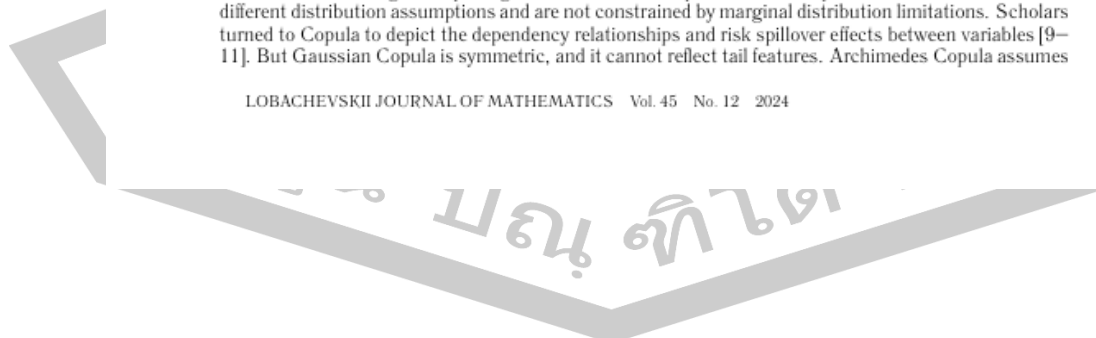 different distribution assumptions and are not constrained by marginal distribution limitations. Scholars
turned to Copula to depict the dependency relationships and risk spillover effects between variables [9–
11]. But Gaussian Copula is symmetric, and it cannot reflect tail features. Archimedes Copula assumes
LOBACHEVSKII JOURNAL OF MATHEMATICS Vol. 45 No. 12 2024